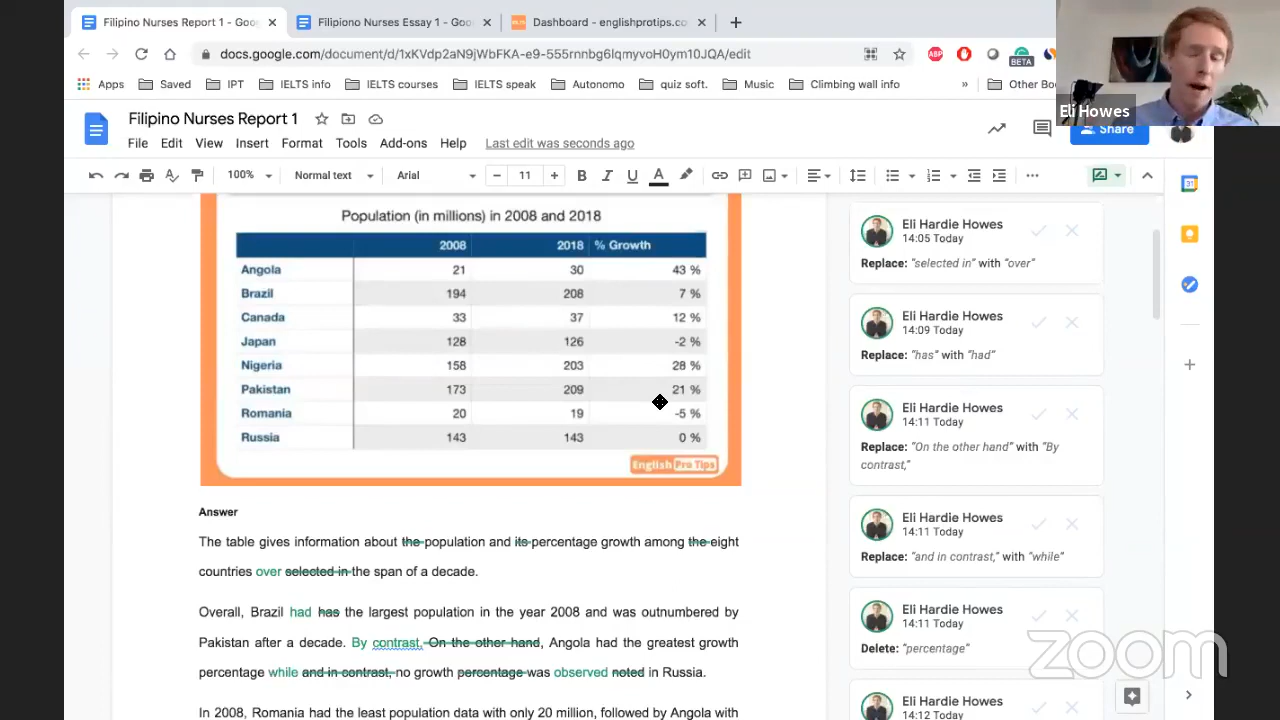 Filipino Nurses Report 1 - Goo
Filipiono Nurses Essay 1 - Goo
Dashboard - englishprotips.co
docs.google.com/document/d/1xKVdp2aN9jWbFKA-e9-555rnnbg6lqmyvoH0ym10JQA/edit
ABP
BETA
Apps Saved IPT IELTS info IELTS courses IELTS speak Autonomo quiz soft. Music Climbing wall info » Other Boo
Eli Howes
Filipino Nurses Report 1
Share
File Edit View Insert Format Tools Add-ons Help Last edit was seconds ago
100% Normal text Arial 11 B I U A
31
Population (in millions) in 2008 and 2018
2008 2018 % Growth
Angola 21 30 43 %
Brazil 194 208 7 %
Canada 33 37 12 %
Japan 128 126 -2 %
Nigeria 158 203 28 %
Pakistan 173 209 21 %
Romania 20 19 -5 %
Russia 143 143 0 %
English Pro Tips
Answer
The table gives information about the population and its percentage growth among the eight
countries over selected in the span of a decade.
Overall, Brazil had has the largest population in the year 2008 and was outnumbered by
Pakistan after a decade. By contrast, On the other hand, Angola had the greatest growth
percentage while and in contrast, no growth percentage was observed noted in Russia.
In 2008, Romania had the least population data with only 20 million, followed by Angola with
Eli Hardie Howes
14:05 Today
Replace: "selected in" with "over"
Eli Hardie Howes
14:09 Today
Replace: "has" with "had"
Eli Hardie Howes
14:11 Today
Replace: "On the other hand" with "By
contrast,"
Eli Hardie Howes
14:11 Today
Replace: "and in contrast," with "while"
Eli Hardie Howes
14:11 Today
Delete: "percentage"
Eli Hardie Howes
14:12 Today
zoom